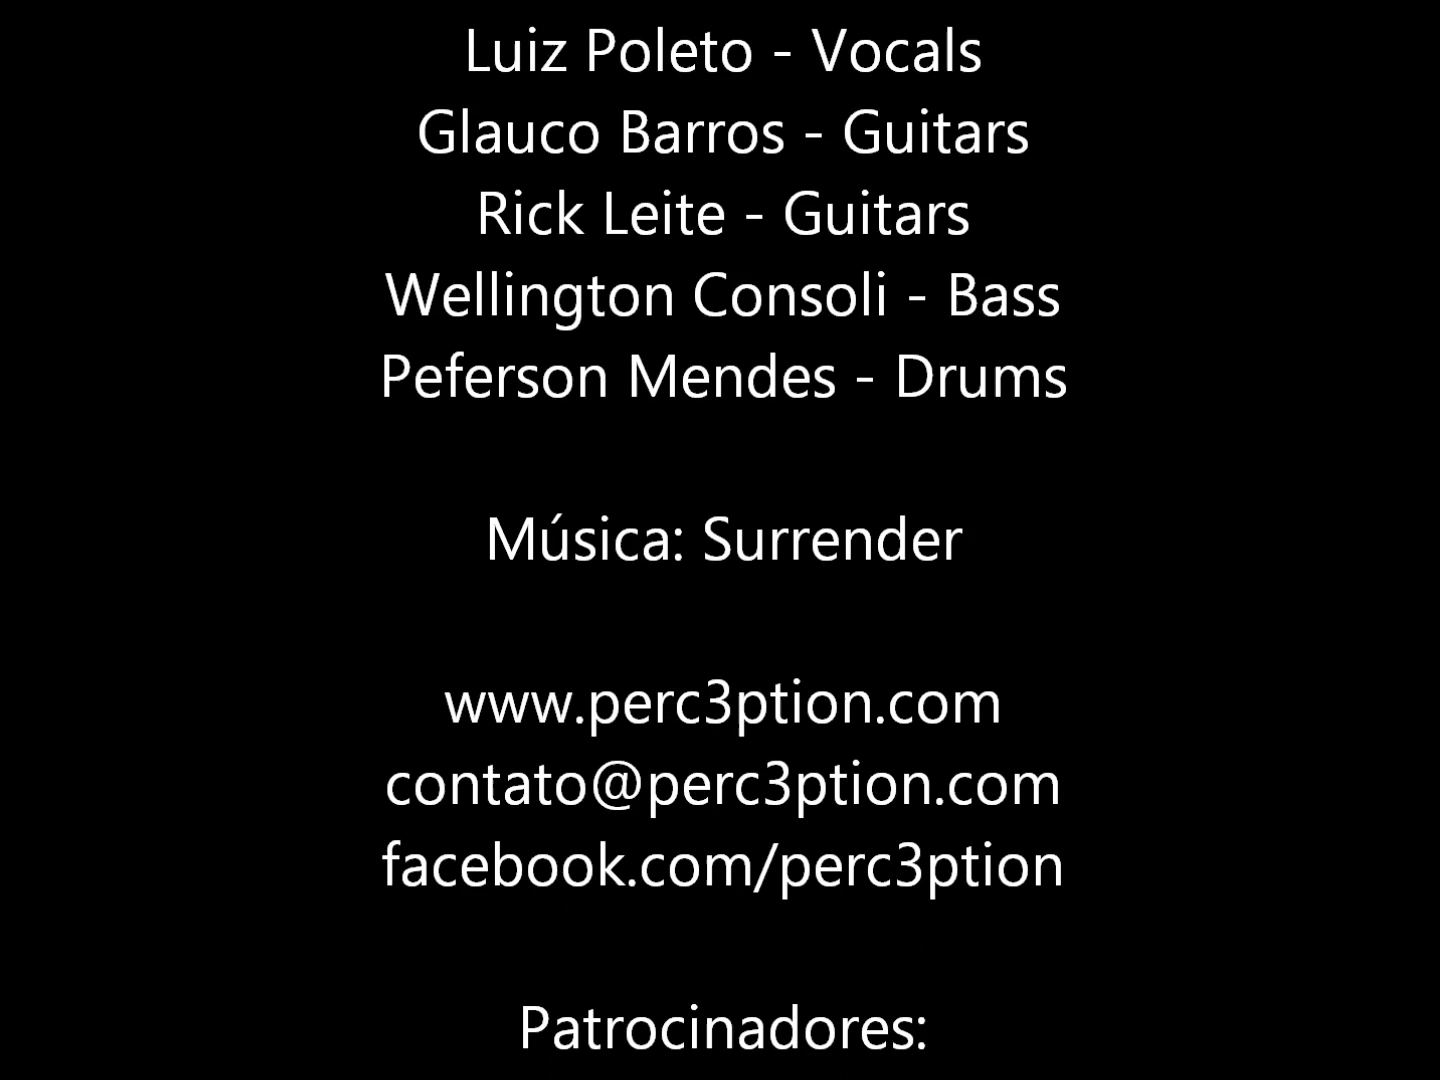 Luiz Poleto - Vocals
Glauco Barros - Guitars
Rick Leite - Guitars
Wellington Consoli - Bass
Peferson Mendes - Drums
Música: Surrender
www.perc3ption.com
contato@perc3ption.com
facebook.com/perc3ption
Patrocinadores: